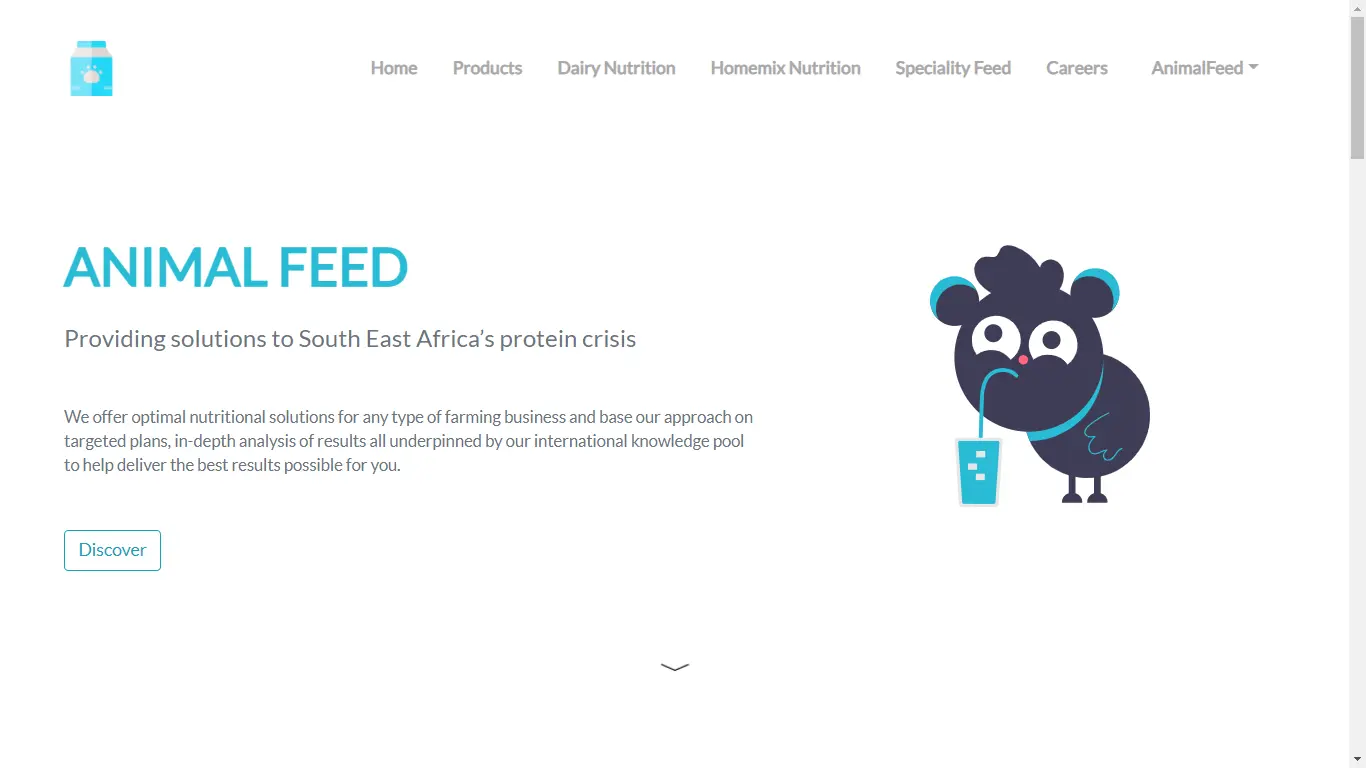 Home Products Dairy Nutrition Homemix Nutrition Speciality Feed Careers AnimalFeed
ANIMAL FEED
Providing solutions to South East Africa’s protein crisis
We offer optimal nutritional solutions for any type of farming business and base our approach on
targeted plans, in-depth analysis of results all underpinned by our international knowledge pool
to help deliver the best results possible for you.
Discover